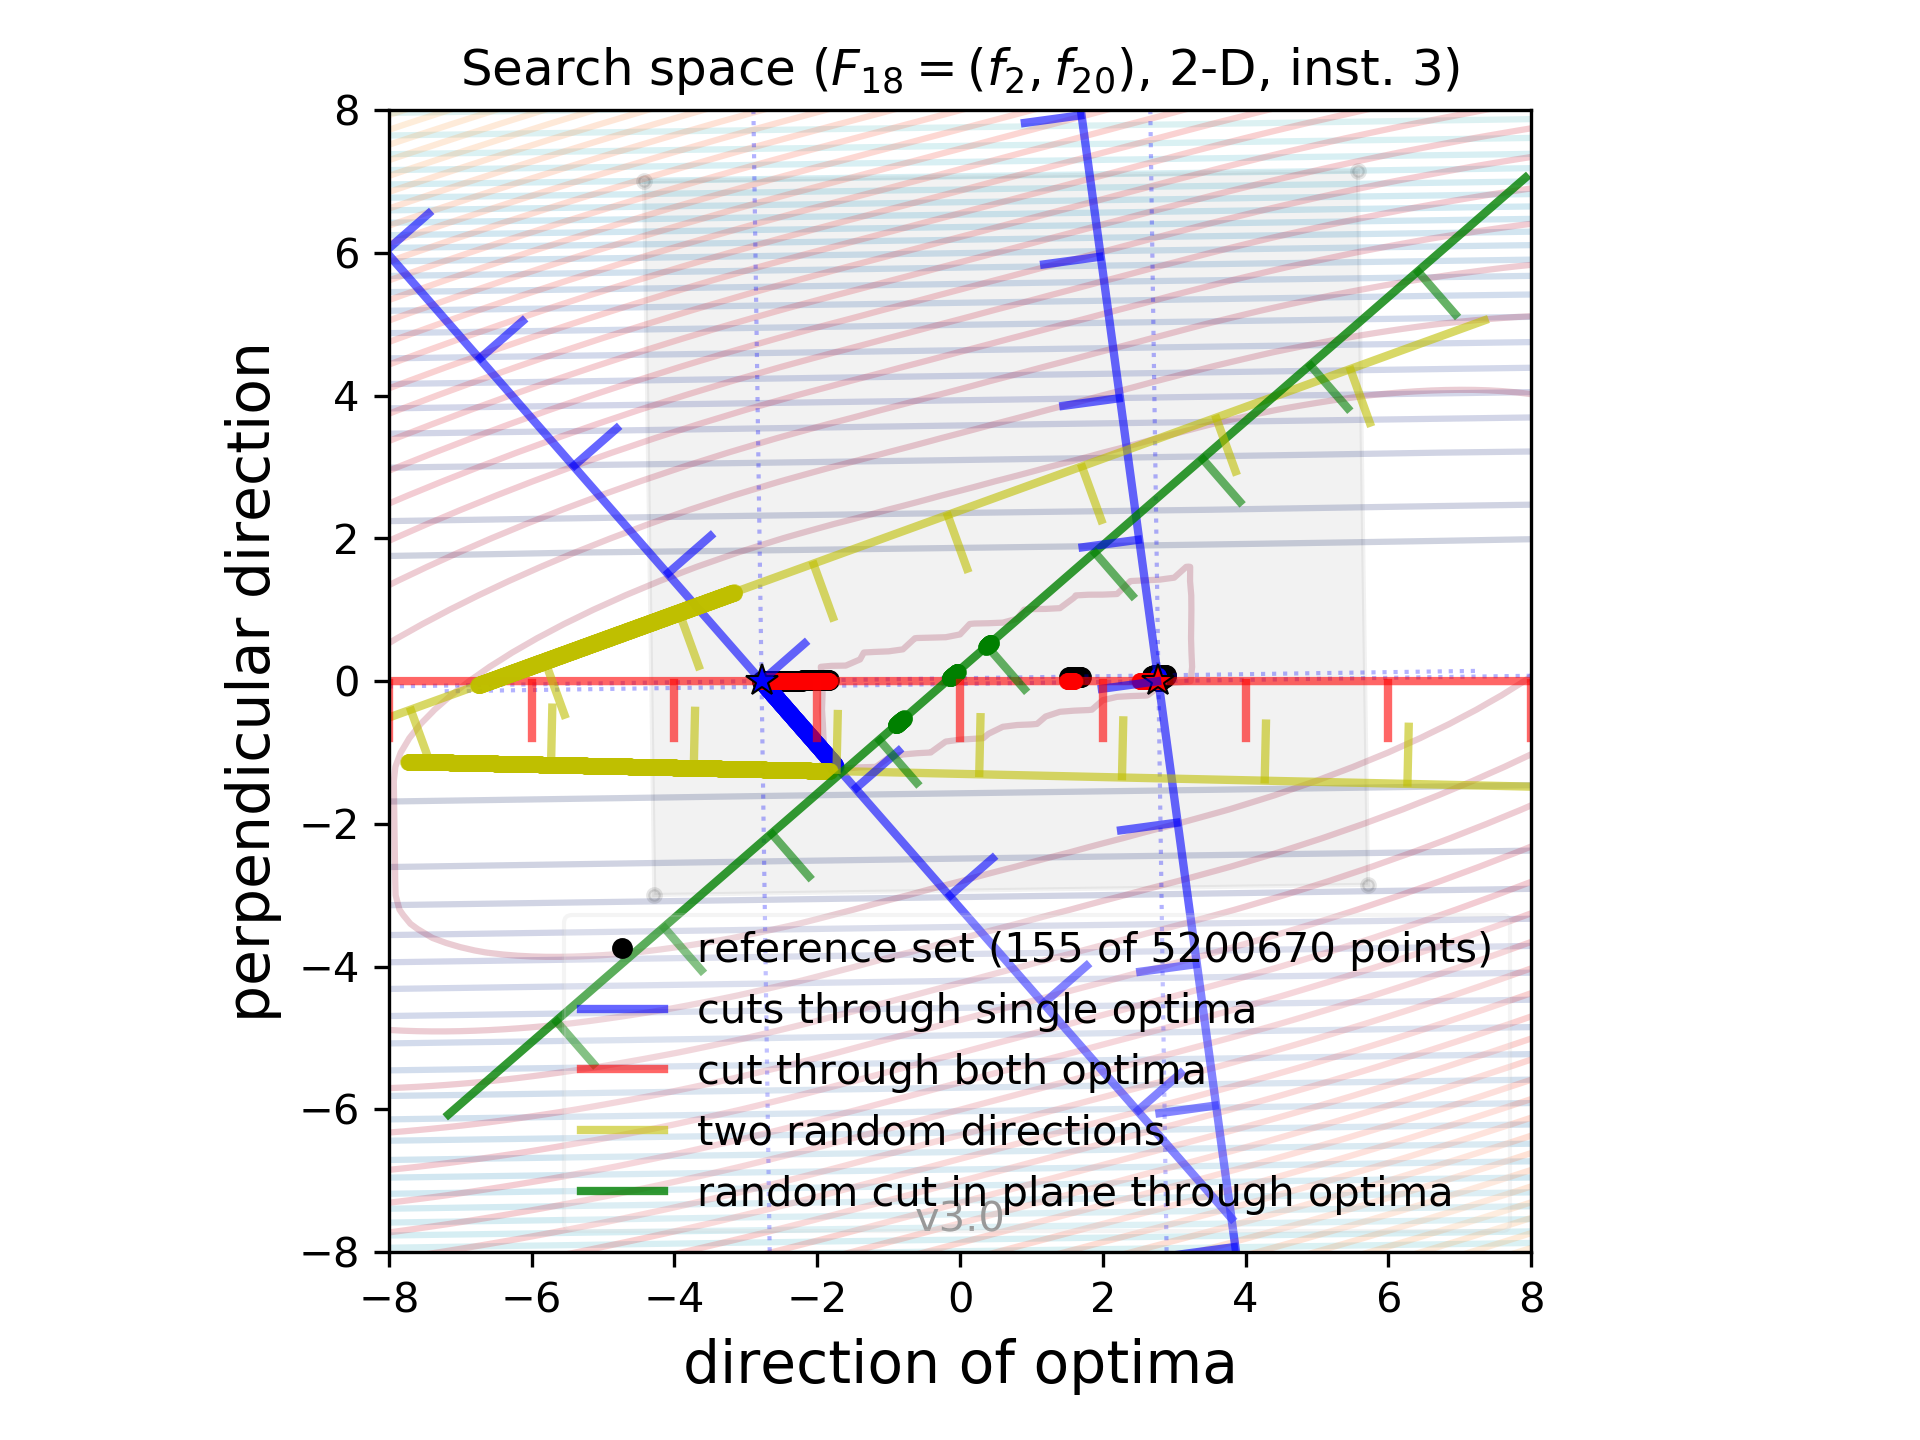 Search space (F18 = (f2, f20), 2-D, inst. 3)
8
6
4
2
0
−2
−4
−6
−8
perpendicular direction
reference set (155 of 5200670 points)
cuts through single optima
cut through both optima
two random directions
random cut in plane through optima
v3.0
−8 −6 −4 −2 0 2 4 6 8
direction of optima